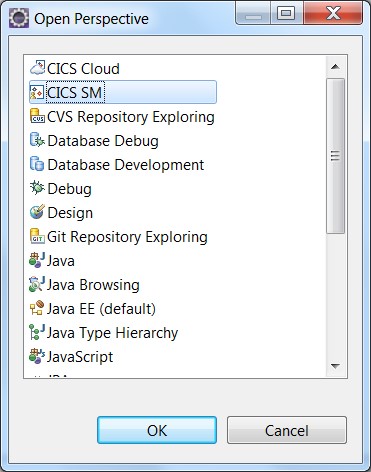 Open Perspective
CICS Cloud
CICS SM
CVS Repository Exploring
Database Debug
Database Development
Debug
Design
Git Repository Exploring
Java
Java Browsing
Java EE (default)
Java Type Hierarchy
JavaScript
OK
Cancel